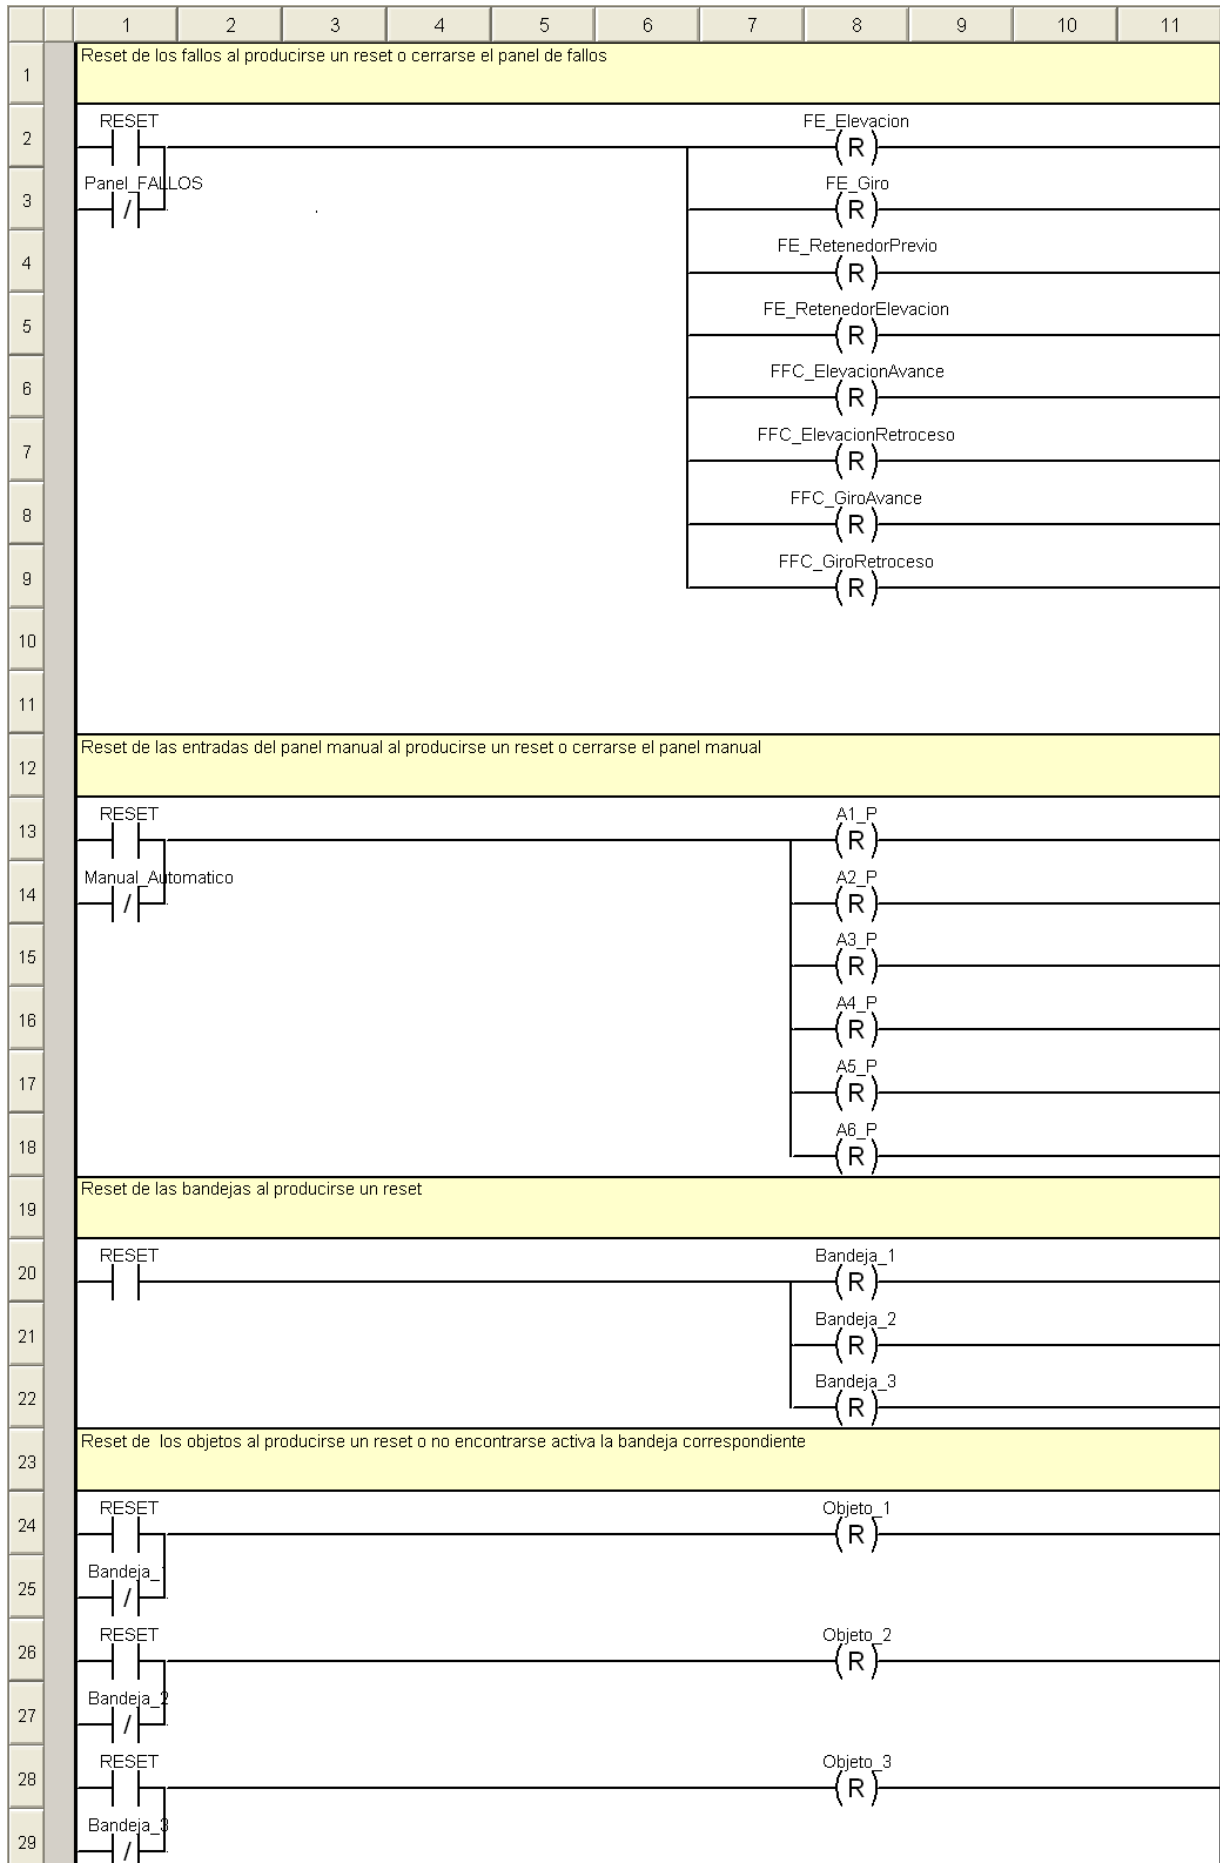 1 2 3 4 5 6 7 8 9 10 11
1 Reset de los fallos al producirse un reset o cerrarse el panel de fallos
2 RESET FE_Elevacion
( R )
3 Panel_FALLOS FE_Giro
/ ( R )
4 FE_RetenedorPrevio
( R )
5 FE_RetenedorElevacion
( R )
6 FFC_ElevacionAvance
( R )
7 FFC_ElevacionRetroceso
( R )
8 FFC_GiroAvance
( R )
9 FFC_GiroRetroceso
( R )
10
11
12 Reset de las entradas del panel manual al producirse un reset o cerrarse el panel manual
13 RESET A1_P
( R )
14 Manual_Automatico A2_P
/ ( R )
15 A3_P
( R )
16 A4_P
( R )
17 A5_P
( R )
18 A6_P
( R )
19 Reset de las bandejas al producirse un reset
20 RESET Bandeja_1
( R )
21 Bandeja_2
( R )
22 Bandeja_3
( R )
23 Reset de  los objetos al producirse un reset o no encontrarse activa la bandeja correspondiente
24 RESET Objeto_1
( R )
25 Bandeja_1
/
26 RESET Objeto_2
( R )
27 Bandeja_2
/
28 RESET Objeto_3
( R )
29 Bandeja_3
/